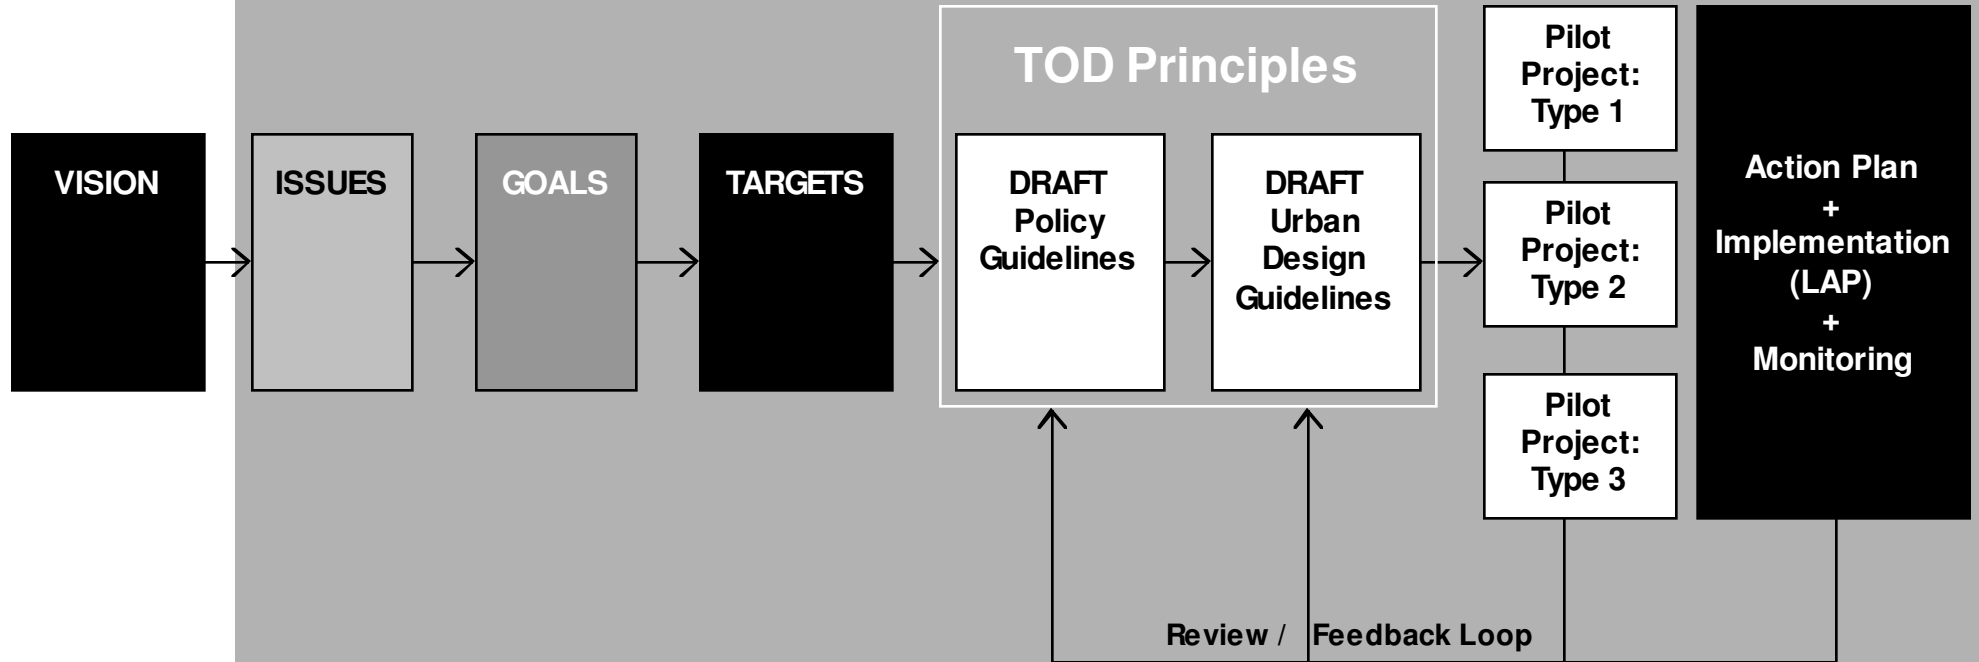 VISION
ISSUES
GOALS
TARGETS
TOD Principles
DRAFT
Policy
Guidelines
DRAFT
Urban
Design
Guidelines
Pilot
Project:
Type 1
Pilot
Project:
Type 2
Pilot
Project:
Type 3
Action Plan
+
Implementation
(LAP)
+
Monitoring
Review / Feedback Loop